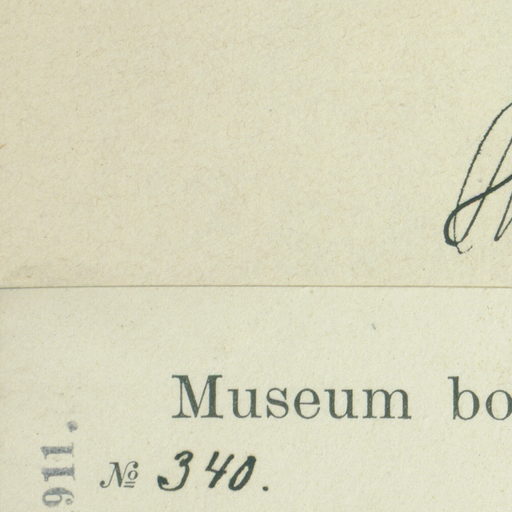 Museum bo
№ 340.
911.